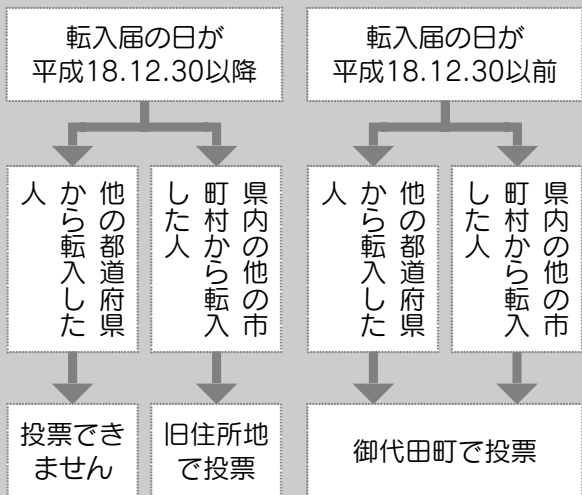 転入届の日が
平成18.12.30以降
転入届の日が
平成18.12.30以前
他の都道府県
から転入した
人
県内の他の市
町村から転入
した人
他の都道府県
から転入した
人
県内の他の市
町村から転入
した人
投票でき
ません
旧住所地
で投票
御代田町で投票